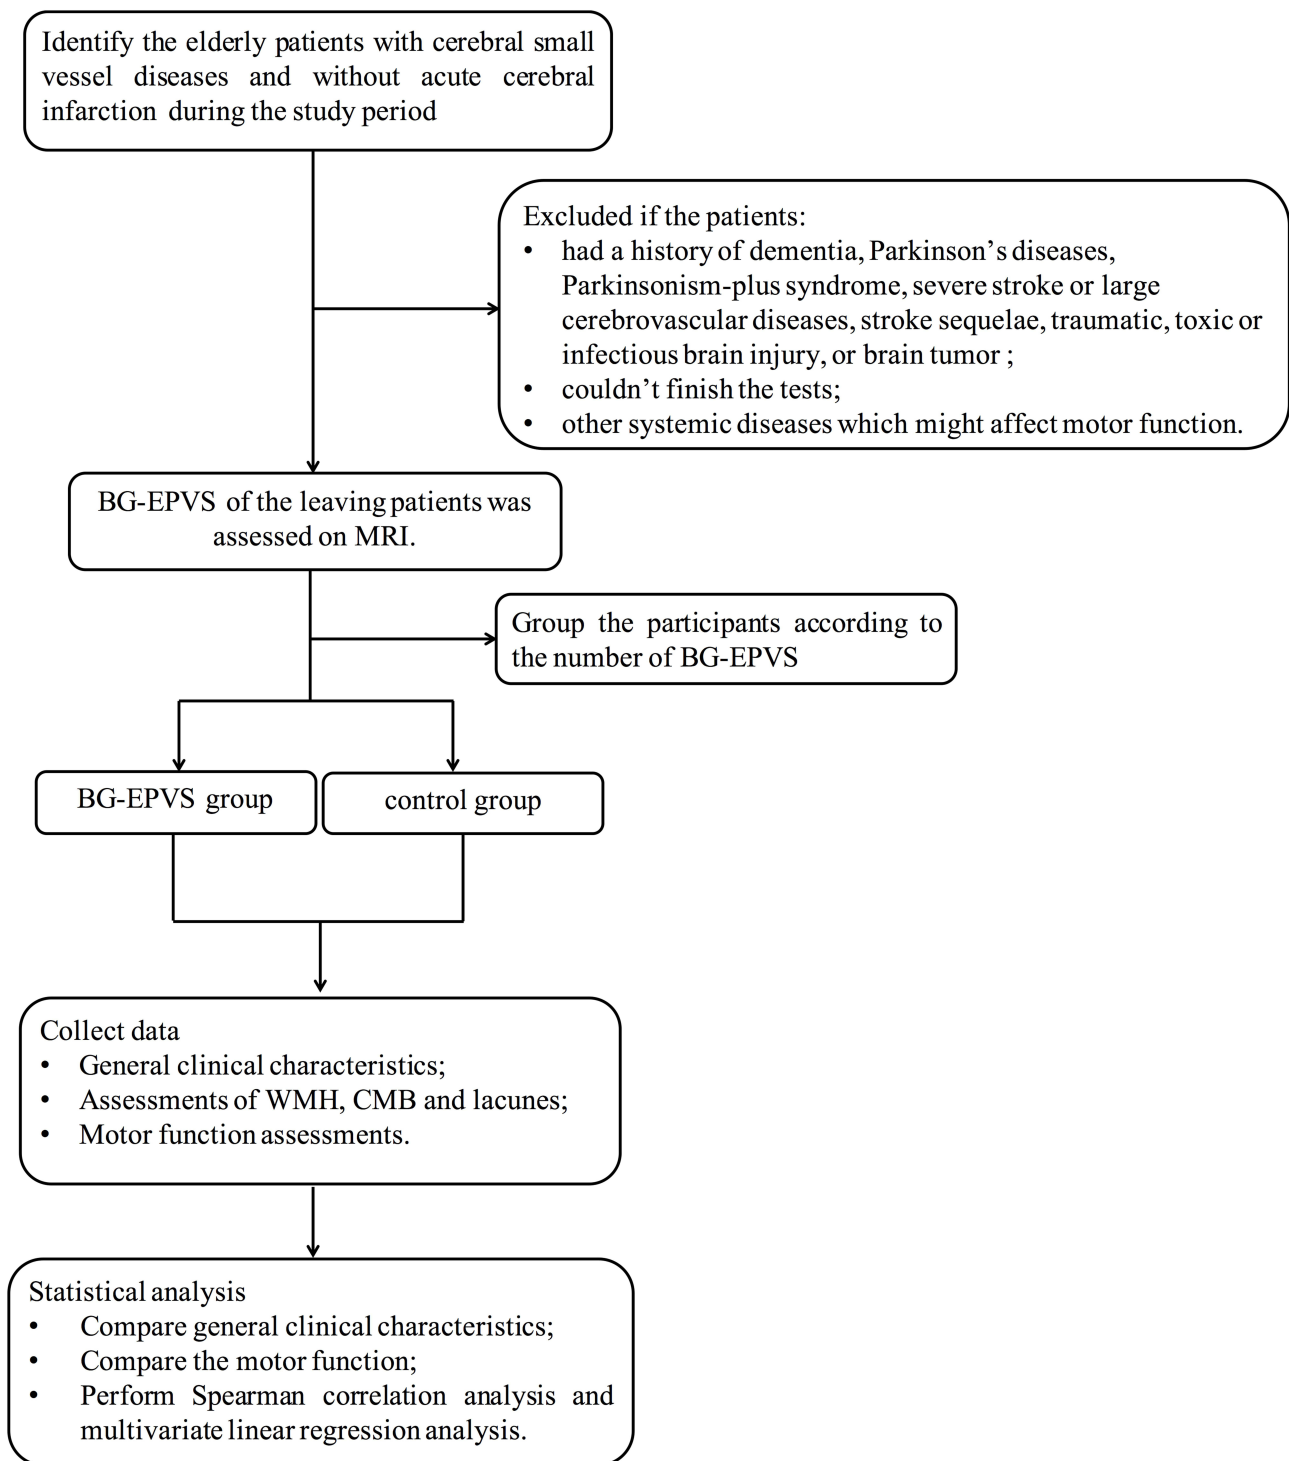 Identify the elderly patients with cerebral small
vessel diseases and without acute cerebral
infarction during the study period
Excluded if the patients:
• had a history of dementia, Parkinson’s diseases,
Parkinsonism-plus syndrome, severe stroke or large
cerebrovascular diseases, stroke sequelae, traumatic, toxic or
infectious brain injury, or brain tumor ;
• couldn’t finish the tests;
• other systemic diseases which might affect motor function.
BG-EPVS of the leaving patients was
assessed on MRI.
Group the participants according to
the number of BG-EPVS
BG-EPVS group
control group
Collect data
• General clinical characteristics;
• Assessments of WMH, CMB and lacunes;
• Motor function assessments.
Statistical analysis
• Compare general clinical characteristics;
• Compare the motor function;
• Perform Spearman correlation analysis and
multivariate linear regression analysis.